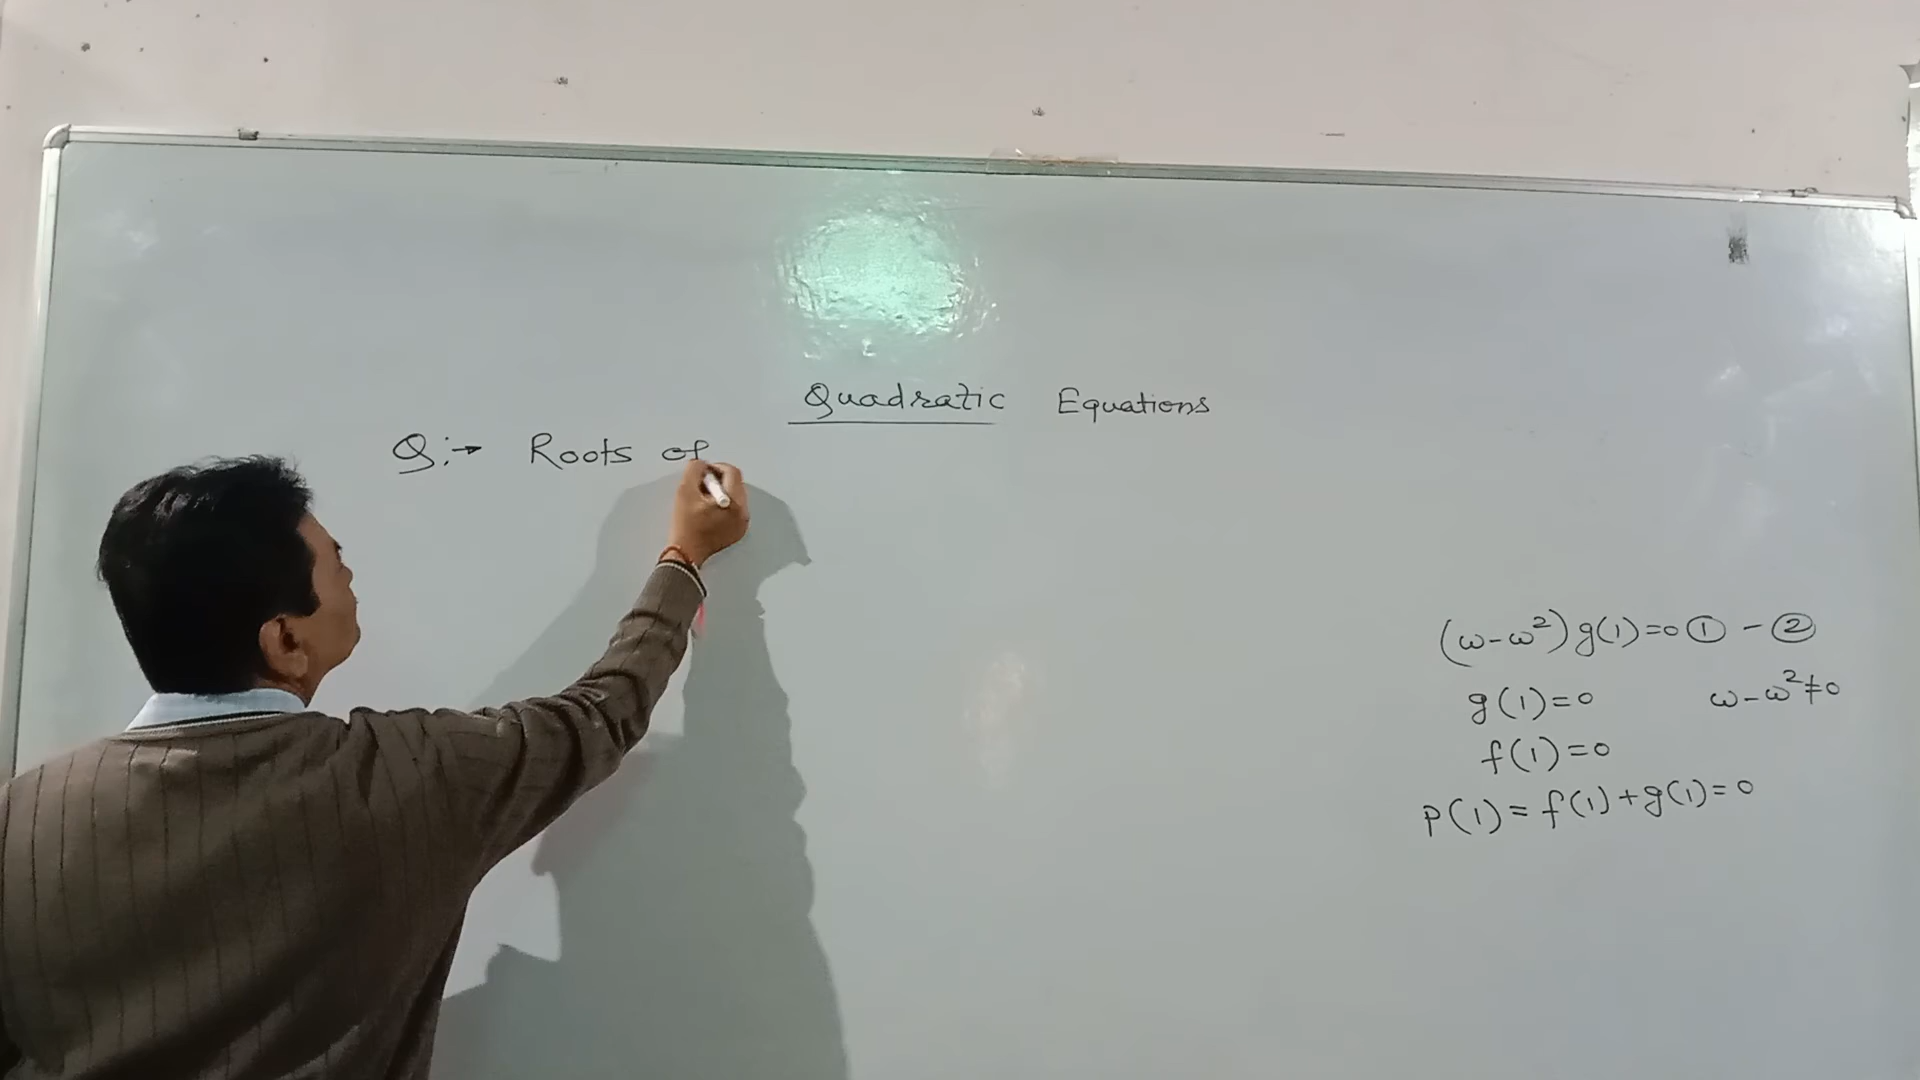 Quadratic Equations
Q:→ Roots of
(ω-ω²)g(1)=0 ① - ②
g(1)=0 ω-ω²≠0
f(1)=0
P(1)=f(1)+g(1)=0